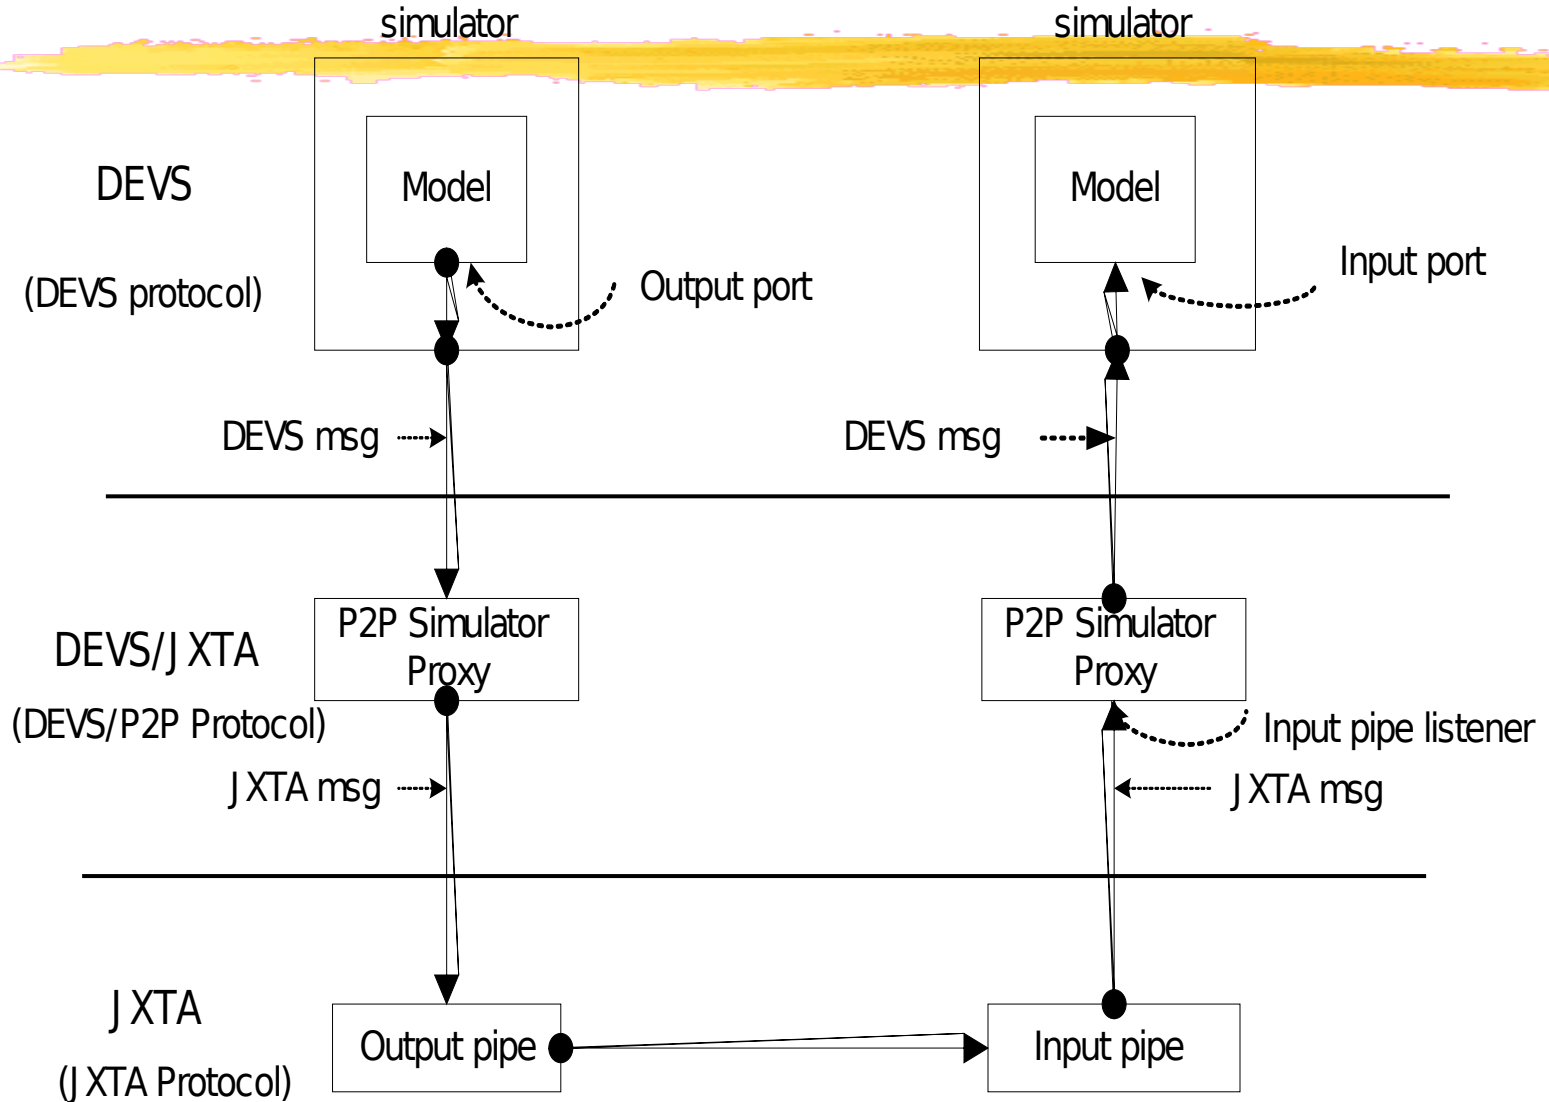 simulator
simulator
DEVS
Model
Model
(DEVS protocol)
Output port
Input port
DEVS msg
DEVS msg
DEVS/JXTA
P2P Simulator
Proxy
P2P Simulator
Proxy
(DEVS/P2P Protocol)
Input pipe listener
JXTA msg
JXTA msg
JXTA
Output pipe
Input pipe
(JXTA Protocol)